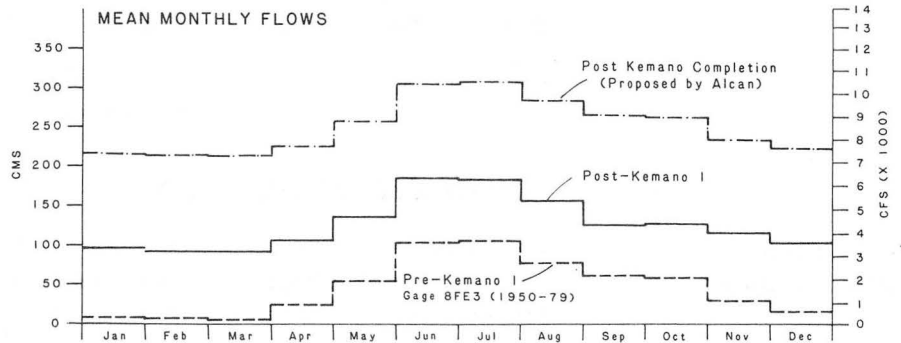 MEAN MONTHLY FLOWS
CMS
350
300
250
200
150
100
50
0
Post Kemano Completion
(Proposed by Alcan)
Post-Kemano I
Pre-Kemano I
Gage 8FE3 (1950-79)
14
13
12
11
10
9
8
7
6
5
4
3
2
1
0
CFS (X 1000)
Jan Feb Mar Apr May Jun Jul Aug Sep Oct Nov Dec